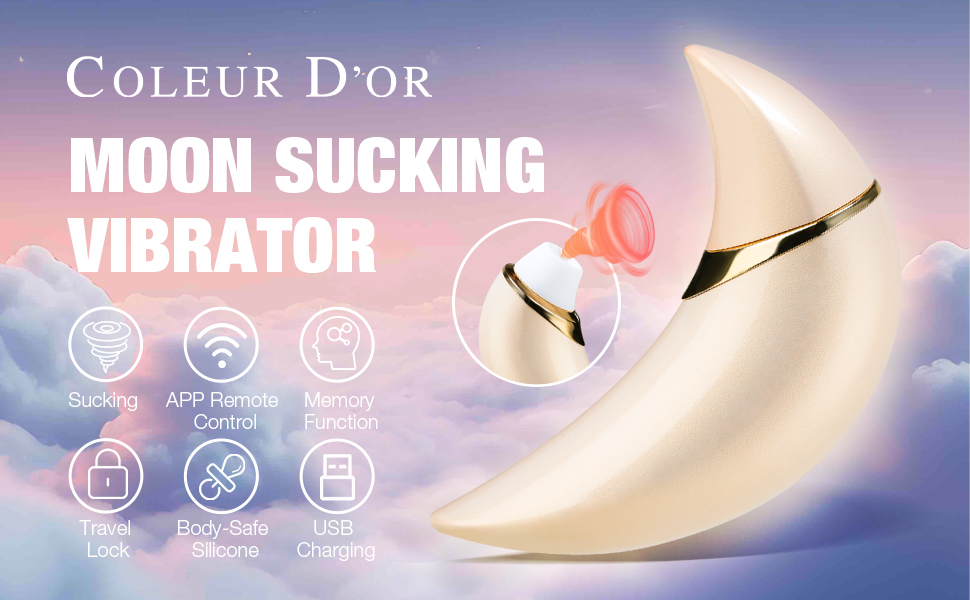 COLEUR D'OR
MOON SUCKING
VIBRATOR
Sucking
APP Remote
Control
Memory
Function
Travel
Lock
Body-Safe
Silicone
USB
Charging